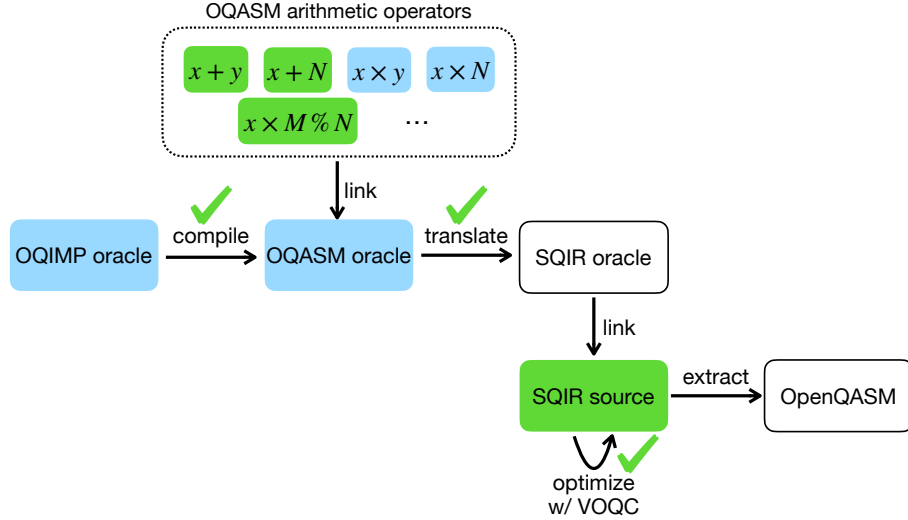 OQASM arithmetic operators
x + y
x + N
x × y
x × N
x × M % N
...
link
compile
translate
OQIMP oracle
OQASM oracle
SQIR oracle
link
SQIR source
extract
OpenQASM
optimize
w/ VOQC